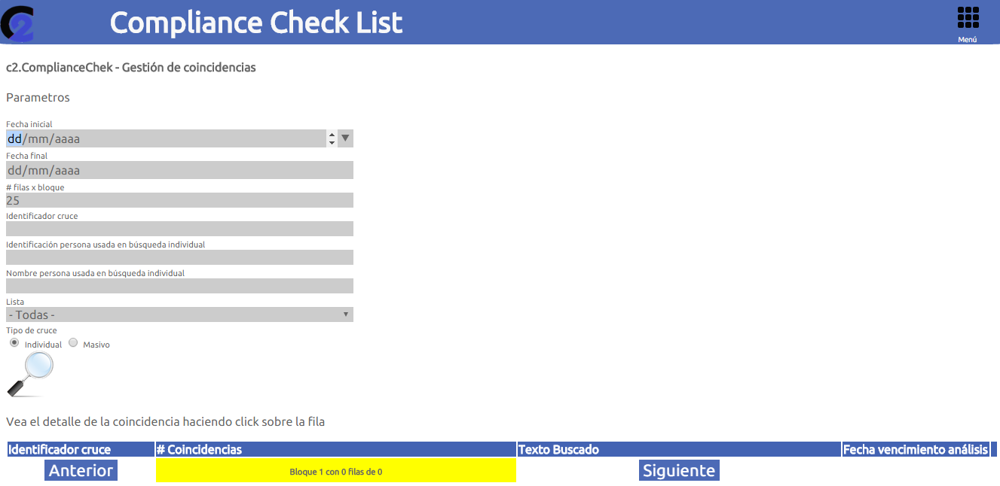 C2
Compliance Check List
Menú
c2.ComplianceChek - Gestión de coincidencias
Parametros
Fecha inicial
dd/mm/aaaa
Fecha final
dd/mm/aaaa
# filas x bloque
25
Identificador cruce
Identificación persona usada en búsqueda individual
Nombre persona usada en búsqueda individual
Lista
- Todas -
Tipo de cruce
Individual Masivo
Vea el detalle de la coincidencia haciendo click sobre la fila
Identificador cruce # Coincidencias Texto Buscado Fecha vencimiento análisis
Anterior Bloque 1 con 0 filas de 0 Siguiente